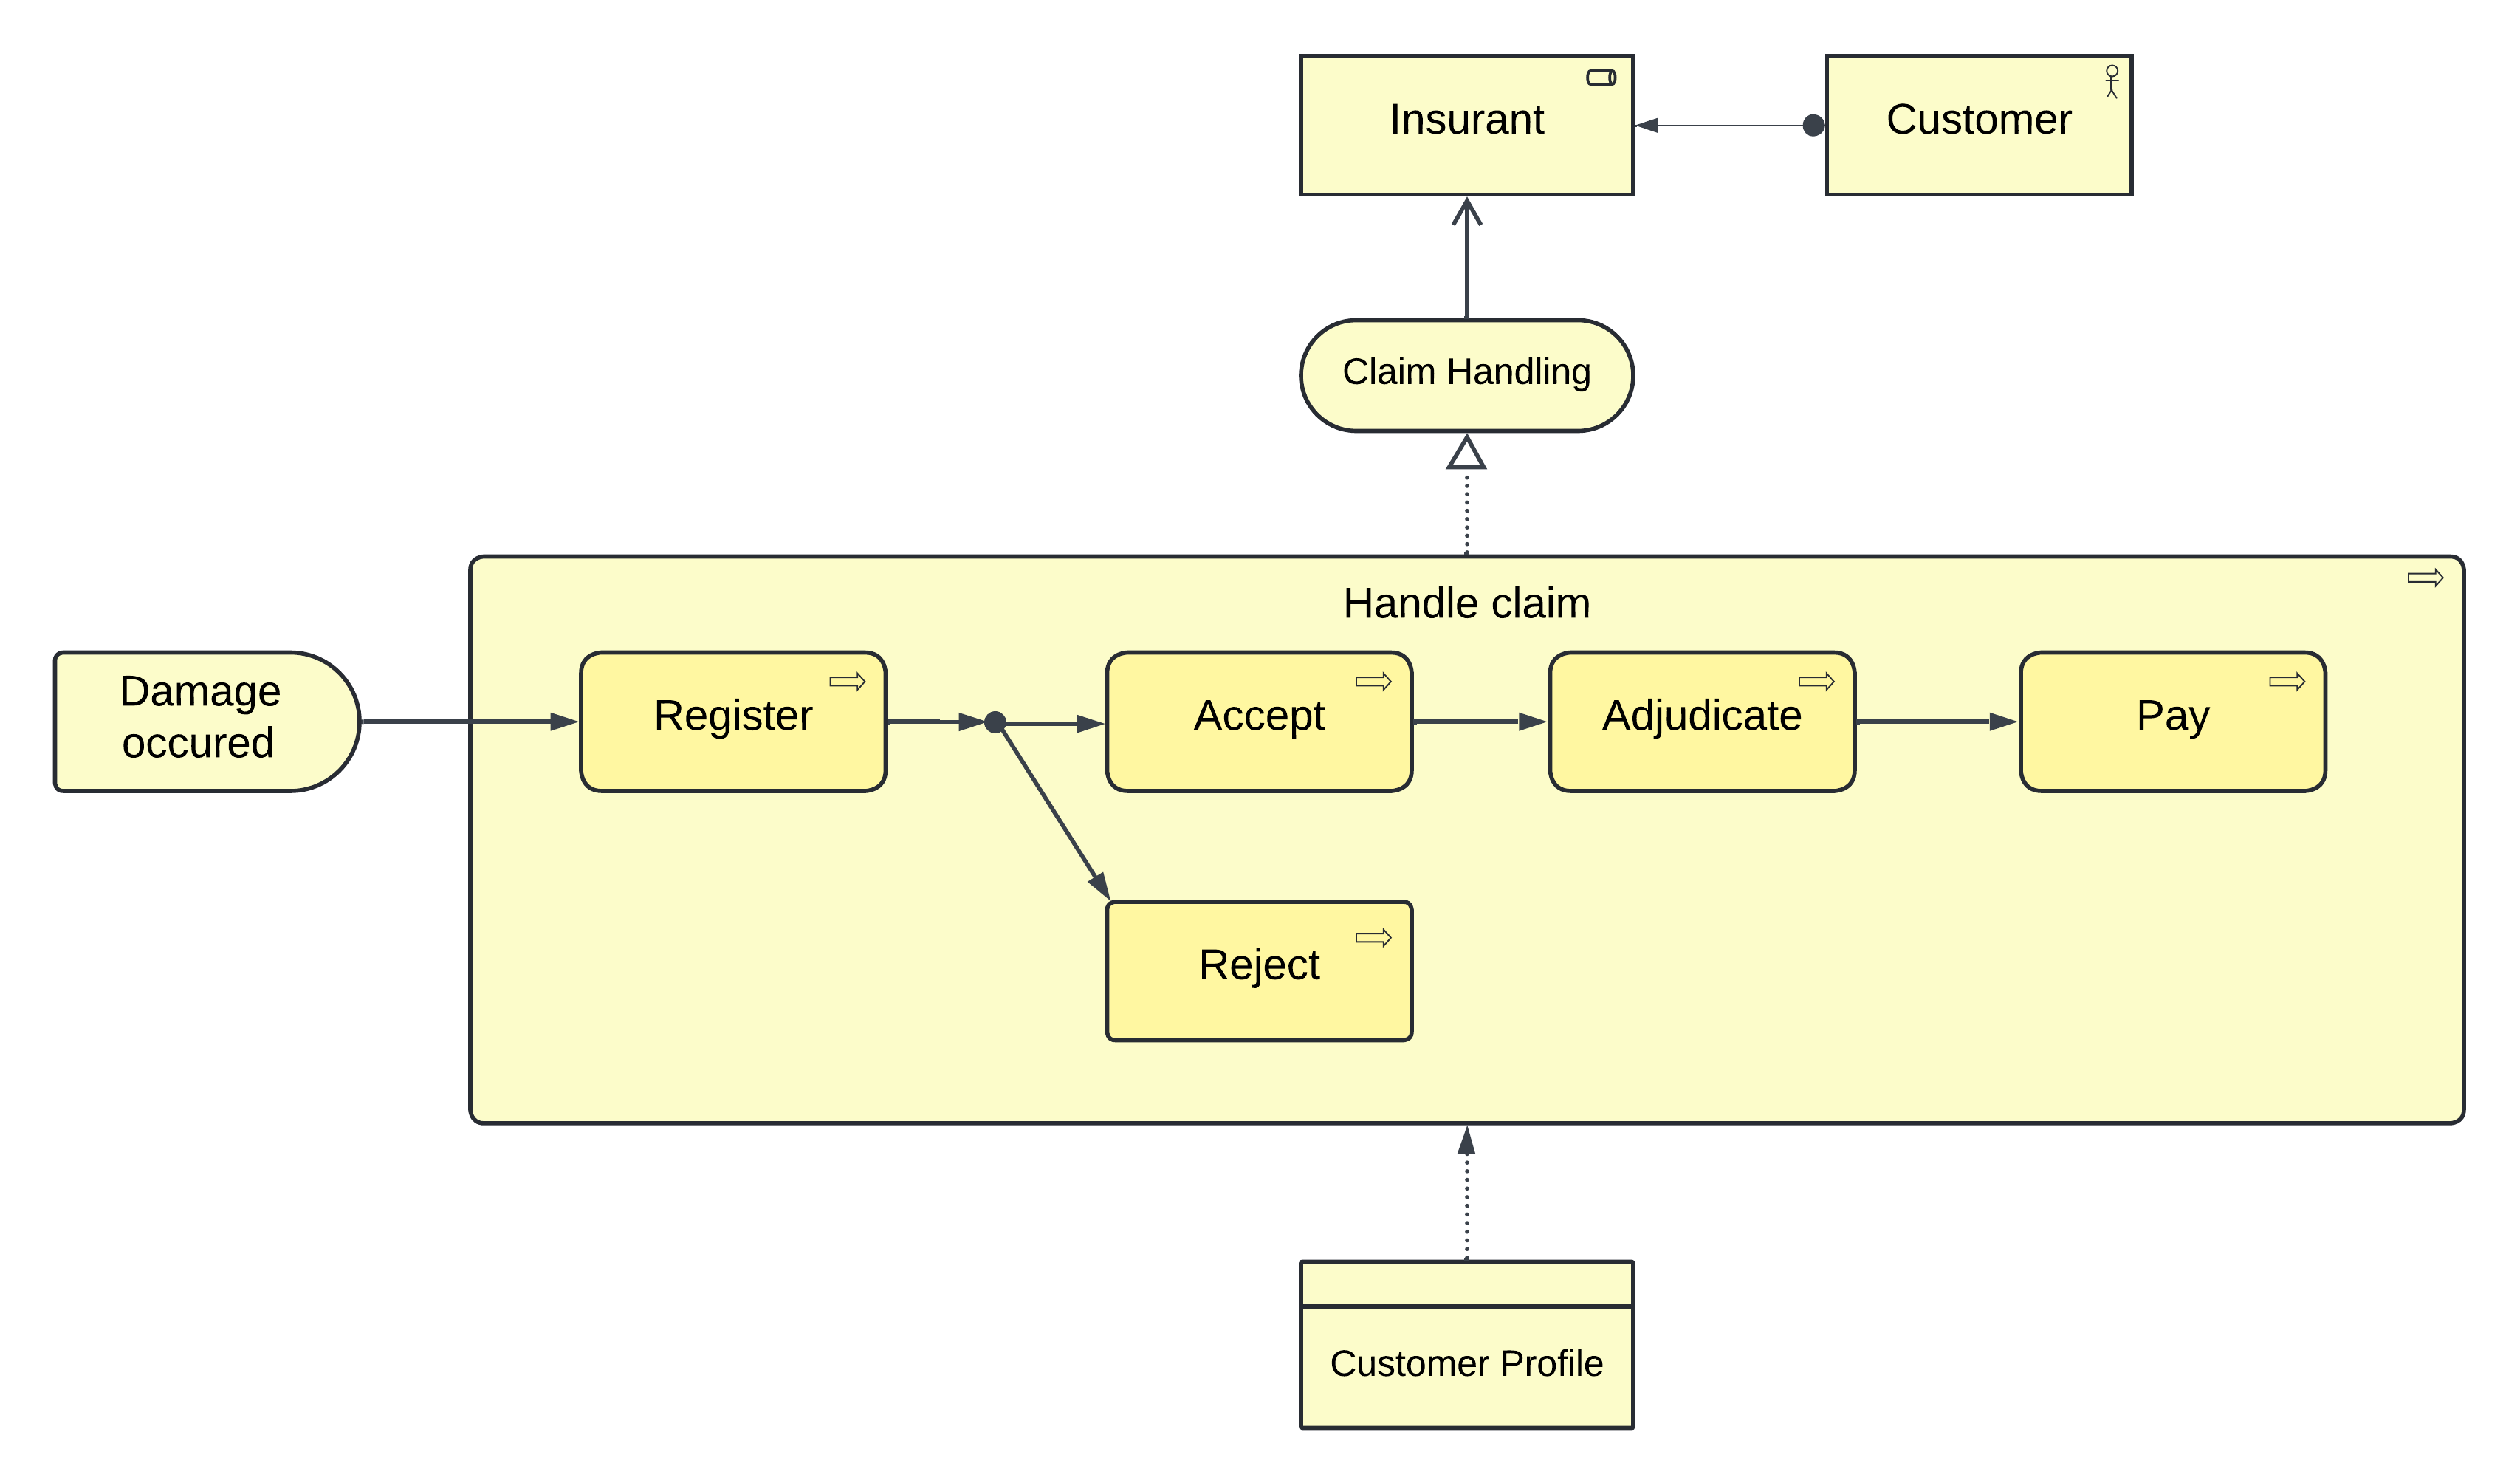 Insurant
Customer
Claim Handling
Handle claim
Damage
occured
Register
Accept
Adjudicate
Pay
Reject
Customer Profile